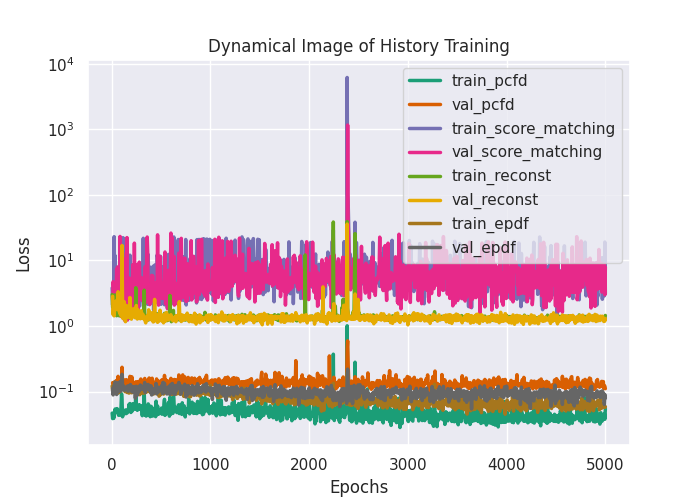 Dynamical Image of History Training
10⁴
10³
10²
10¹
10⁰
10⁻¹
Loss
train_pcfd
val_pcfd
train_score_matching
val_score_matching
train_reconst
val_reconst
train_epdf
val_epdf
0
1000
2000
3000
4000
5000
Epochs